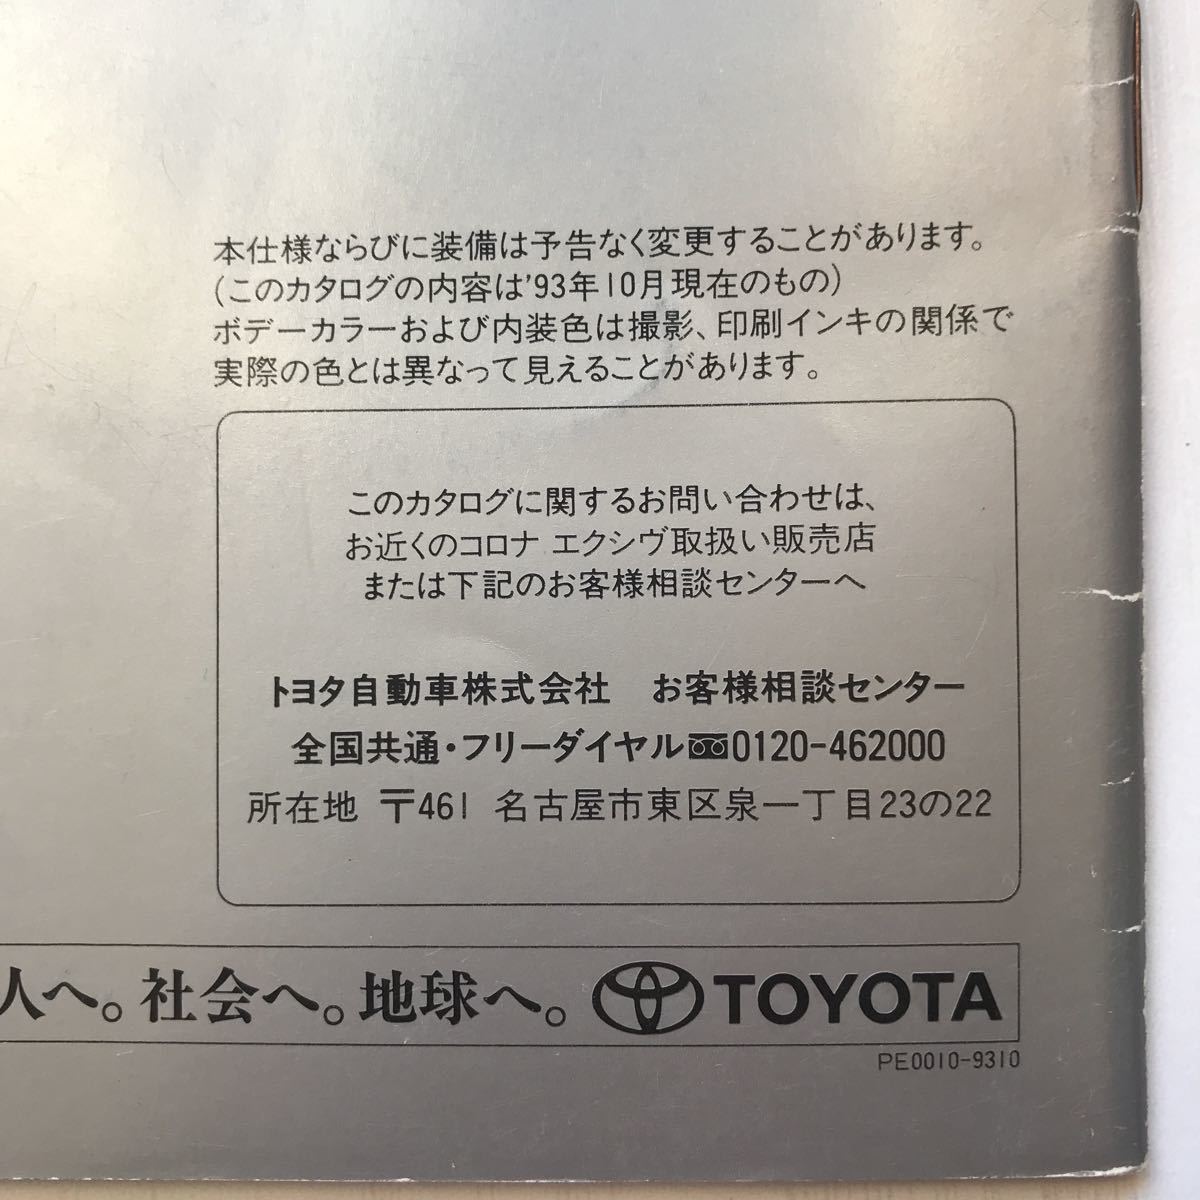 本仕様ならびに装備は予告なく変更することがあります。
(このカタログの内容は'93年10月現在のもの)
ボデーカラーおよび内装色は撮影、印刷インキの関係で
実際の色とは異なって見えることがあります。
このカタログに関するお問い合わせは、
お近くのコロナ エクシヴ取扱い販売店
または下記のお客様相談センターへ
トヨタ自動車株式会社　お客様相談センター
全国共通・フリーダイヤル 0120-462000
所在地 〒461 名古屋市東区泉一丁目23の22
人へ。社会へ。地球へ。 TOYOTA
PE0010-9310